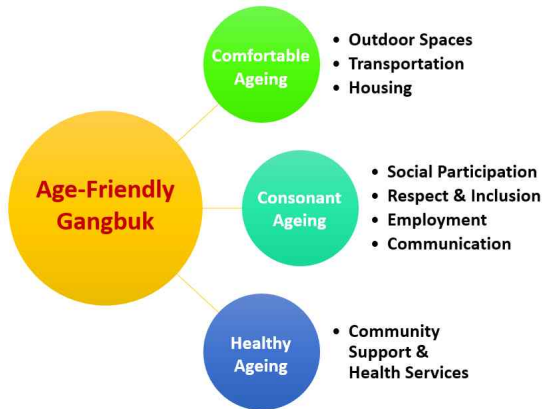 Age-Friendly
Gangbuk
Comfortable
Ageing
• Outdoor Spaces
• Transportation
• Housing
Consonant
Ageing
• Social Participation
• Respect & Inclusion
• Employment
• Communication
Healthy
Ageing
• Community
Support &
Health Services